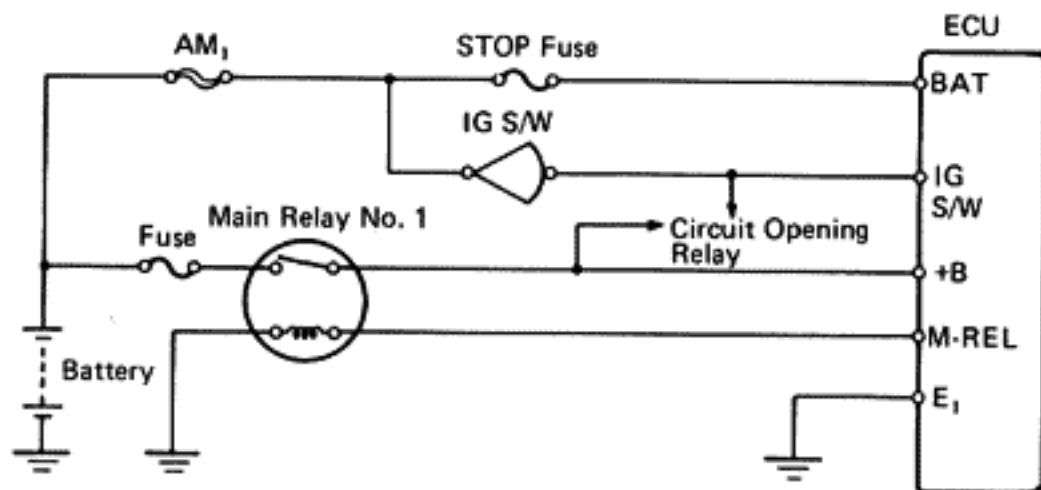 ECU
AM₁
STOP Fuse
BAT
IG S/W
IG
S/W
Main Relay No. 1
Fuse
Circuit Opening
Relay
+B
M-REL
Battery
E₁